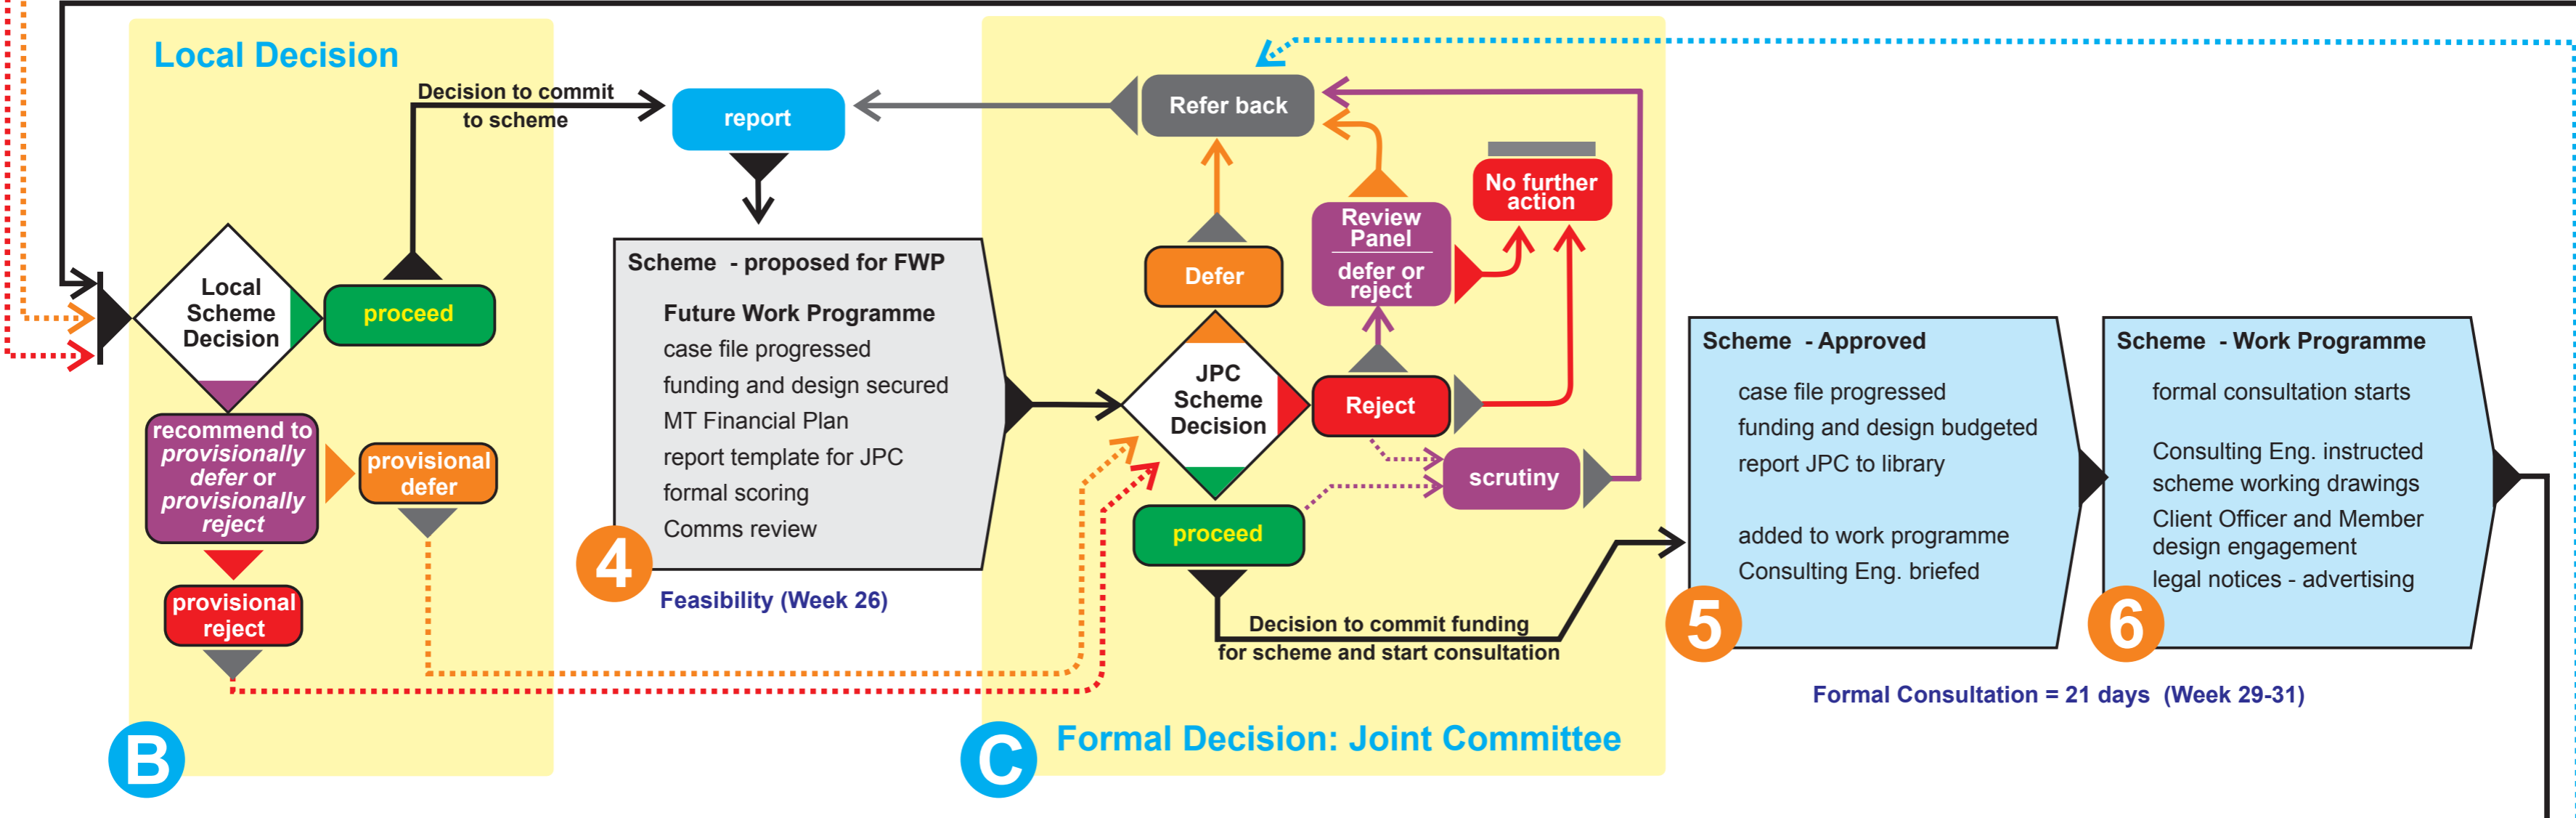 Local Decision
Decision to commit
to scheme
Local
Scheme
Decision
proceed
recommend to
provisionally
defer or
provisionally
reject
provisional
defer
provisional
reject
B
report
Scheme - proposed for FWP
Future Work Programme
case file progressed
funding and design secured
MT Financial Plan
report template for JPC
formal scoring
Comms review
4
Feasibility (Week 26)
Refer back
No further
action
Review
Panel
defer or
reject
Defer
JPC
Scheme
Decision
Reject
scrutiny
proceed
Decision to commit funding
for scheme and start consultation
C
Formal Decision: Joint Committee
Scheme - Approved
case file progressed
funding and design budgeted
report JPC to library
added to work programme
Consulting Eng. briefed
5
Scheme - Work Programme
formal consultation starts
Consulting Eng. instructed
scheme working drawings
Client Officer and Member
design engagement
legal notices - advertising
6
Formal Consultation = 21 days (Week 29-31)